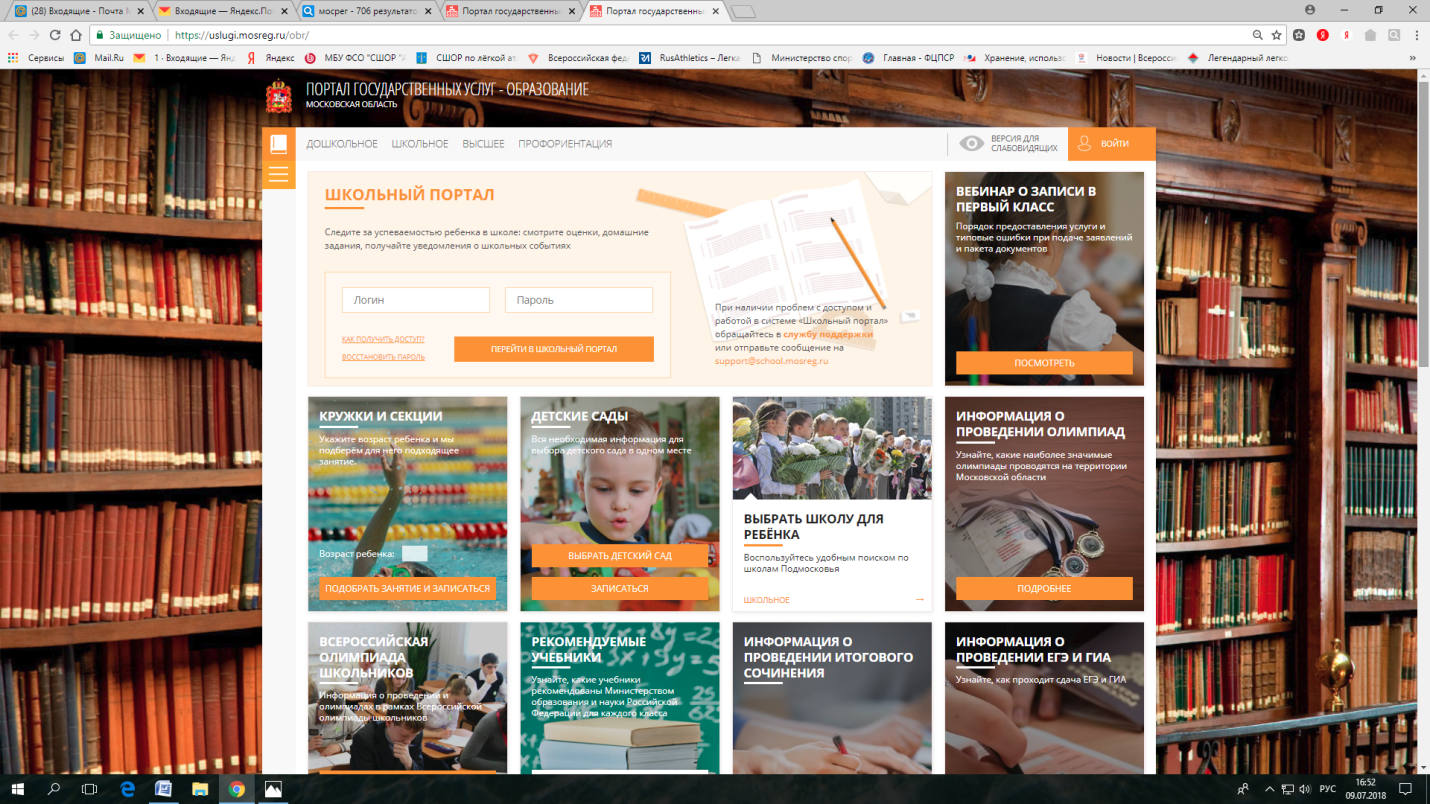 (28) Входящие - Почта M
Входящие — Яндекс.По
мосрег - 706 результато
Портал государственны
Портал государственны
Защищено
https://uslugi.mosreg.ru/obr/
Сервисы
Mail.Ru
1 · Входящие — Янд
Яндекс
МБУ ФСО "СШОР "А
СШОР по лёгкой ат
Всероссийская фед
RusAthletics – Легка
Министерство спор
Главная - ФЦПСР
Хранение, использо
Новости | Всеросси
Легендарный легко
»
ПОРТАЛ ГОСУДАРСТВЕННЫХ УСЛУГ - ОБРАЗОВАНИЕ
МОСКОВСКАЯ ОБЛАСТЬ
ДОШКОЛЬНОЕ
ШКОЛЬНОЕ
ВЫСШЕЕ
ПРОФОРИЕНТАЦИЯ
ВЕРСИЯ ДЛЯ
СЛАБОВИДЯЩИХ
ВОЙТИ
ШКОЛЬНЫЙ ПОРТАЛ
Следите за успеваемостью ребенка в школе: смотрите оценки, домашние
задания, получайте уведомления о школьных событиях
Логин
Пароль
КАК ПОЛУЧИТЬ ДОСТУП?
ВОССТАНОВИТЬ ПАРОЛЬ
ПЕРЕЙТИ В ШКОЛЬНЫЙ ПОРТАЛ
При наличии проблем с доступом и
работой в системе «Школьный портал»
обращайтесь в службу поддержки
или отправьте сообщение на
support@school.mosreg.ru
ВЕБИНАР О ЗАПИСИ В
ПЕРВЫЙ КЛАСС
Порядок предоставления услуги и
типовые ошибки при подаче заявлений
и пакета документов
ПОСМОТРЕТЬ
КРУЖКИ И СЕКЦИИ
Укажите возраст ребенка и мы
подберём для него подходящее
занятие.
Возраст ребенка:
ПОДОБРАТЬ ЗАНЯТИЕ И ЗАПИСАТЬСЯ
ДЕТСКИЕ САДЫ
Вся необходимая информация для
выбора детского сада в одном месте
ВЫБРАТЬ ДЕТСКИЙ САД
ЗАПИСАТЬСЯ
ВЫБРАТЬ ШКОЛУ ДЛЯ
РЕБЁНКА
Воспользуйтесь удобным поиском по
школам Подмосковья
ШКОЛЬНОЕ →
ИНФОРМАЦИЯ О
ПРОВЕДЕНИИ ОЛИМПИАД
Узнайте, какие наиболее значимые
олимпиады проводятся на территории
Московской области
ПОДРОБНЕЕ
ВСЕРОССИЙСКАЯ
ОЛИМПИАДА
ШКОЛЬНИКОВ
Информация о проведении и
олимпиадах в рамках Всероссийской
олимпиады школьников
РЕКОМЕНДУЕМЫЕ
УЧЕБНИКИ
Узнайте, какие учебники
рекомендованы Министерством
образования и науки Российской
Федерации для каждого класса
ИНФОРМАЦИЯ О
ПРОВЕДЕНИИ ИТОГОВОГО
СОЧИНЕНИЯ
ИНФОРМАЦИЯ О
ПРОВЕДЕНИИ ЕГЭ И ГИА
Узнайте, как проходит сдача ЕГЭ и ГИА
РУС
16:52
09.07.2018